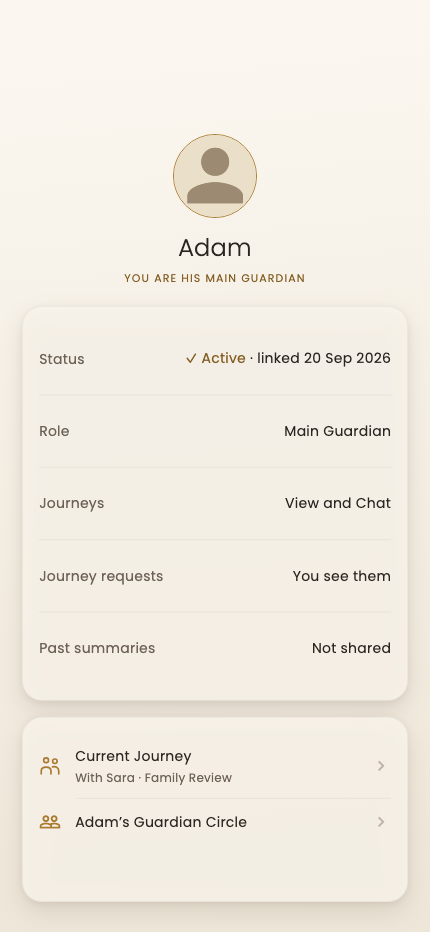 Adam
YOU ARE HIS MAIN GUARDIAN
Status
✓ Active · linked 20 Sep 2026
Role
Main Guardian
Journeys
View and Chat
Journey requests
You see them
Past summaries
Not shared
Current Journey
With Sara · Family Review
Adam’s Guardian Circle